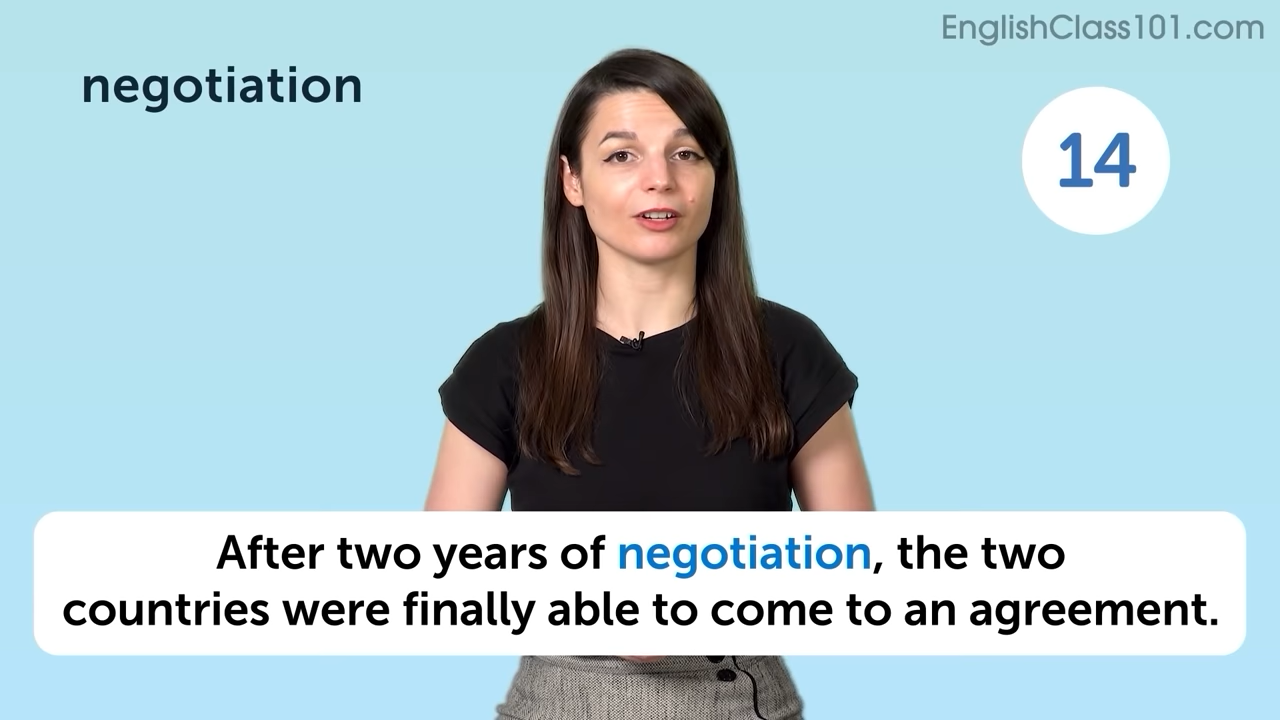 EnglishClass101.com
negotiation
14
After two years of negotiation, the two
countries were finally able to come to an agreement.